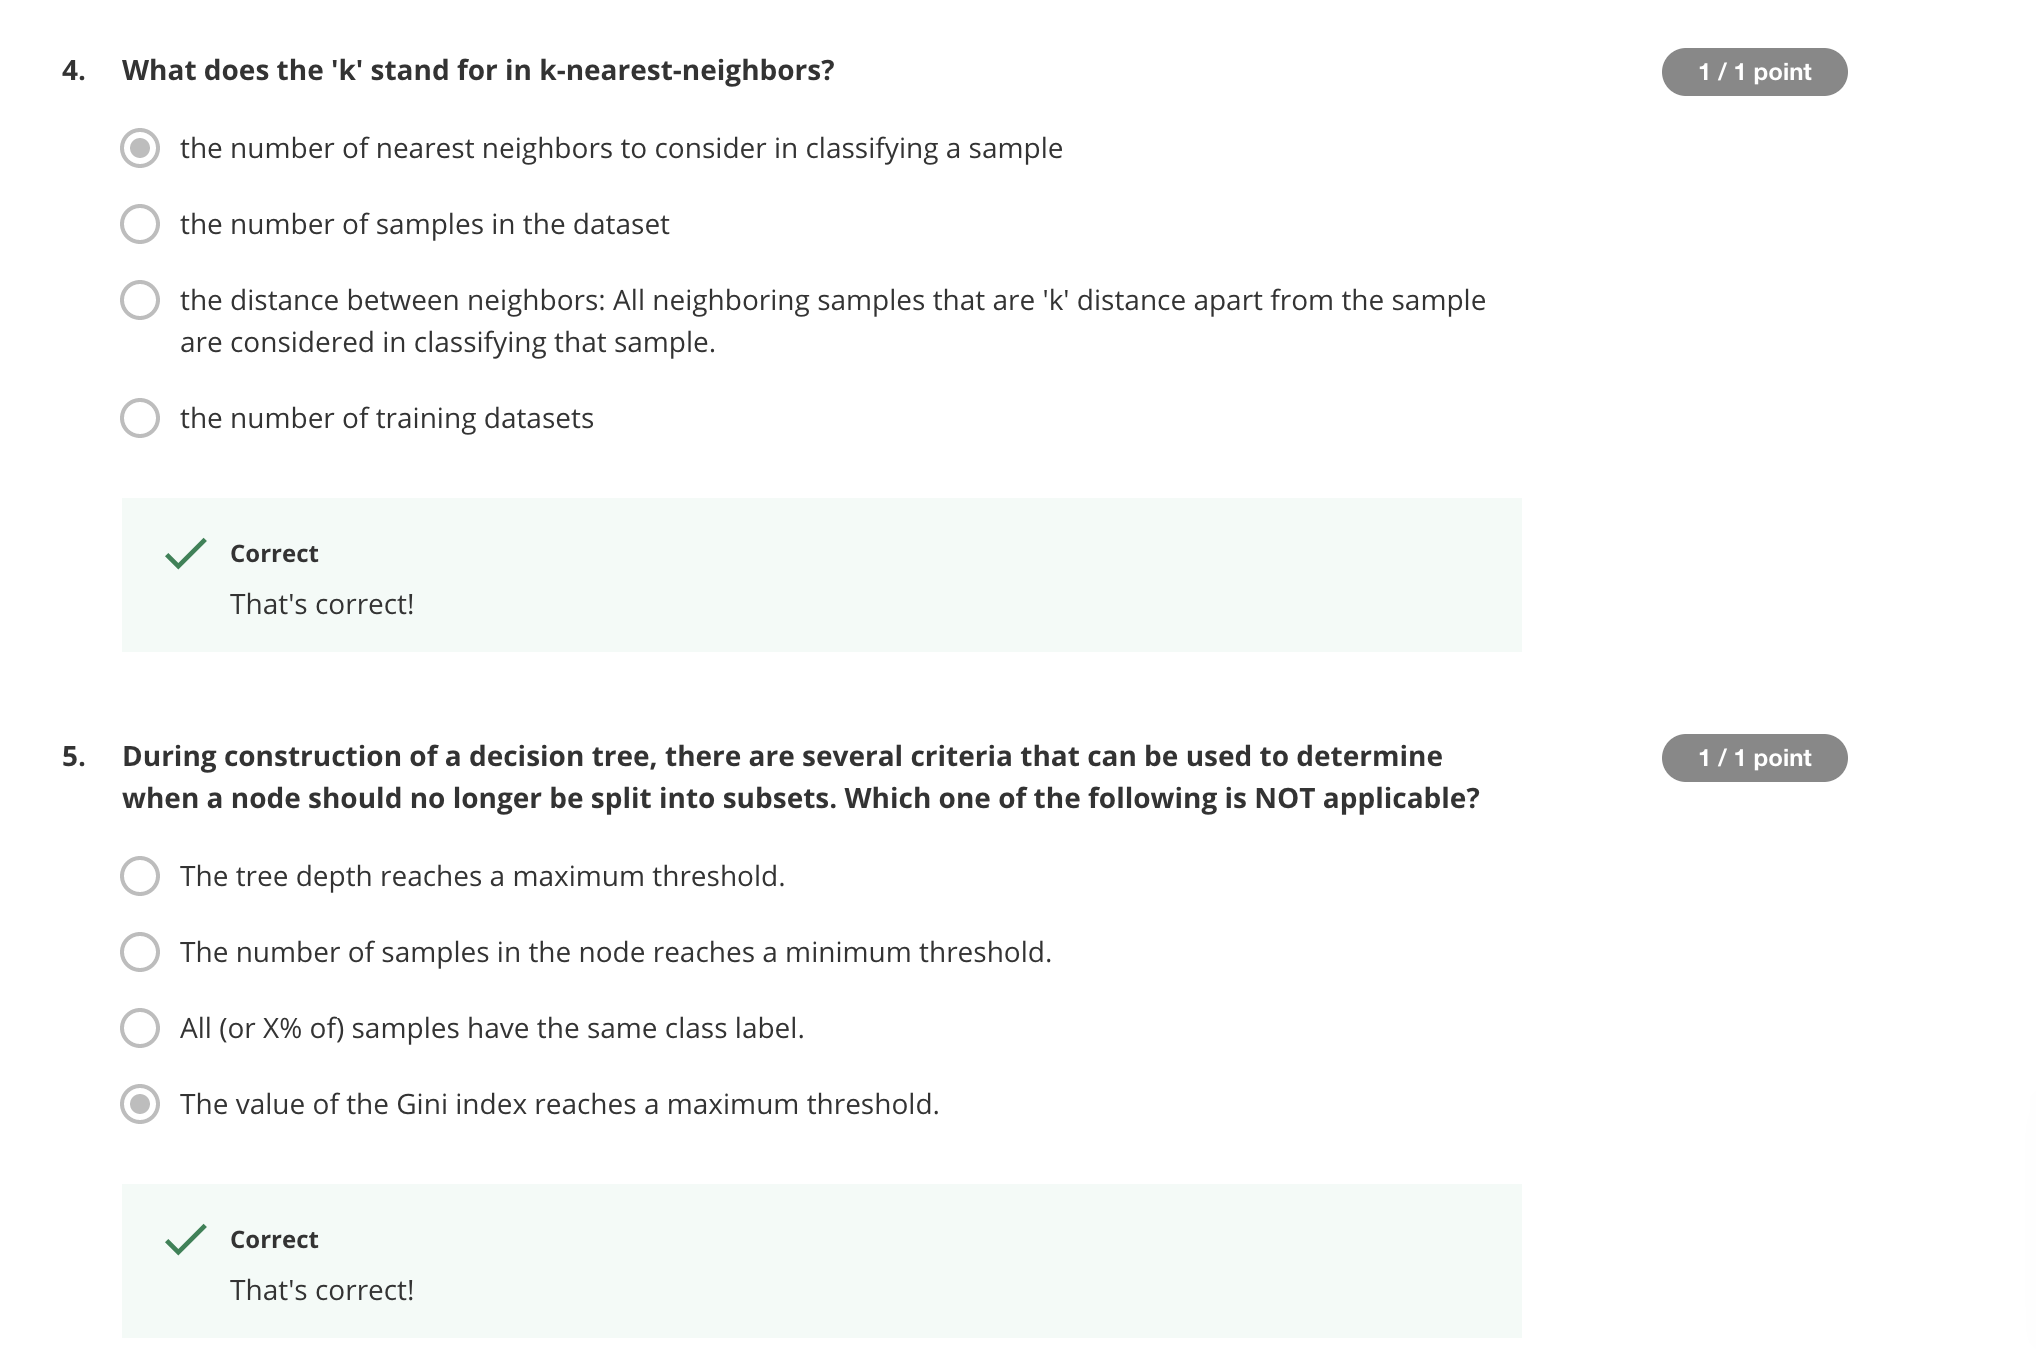 4. What does the 'k' stand for in k-nearest-neighbors?
1 / 1 point
the number of nearest neighbors to consider in classifying a sample
the number of samples in the dataset
the distance between neighbors: All neighboring samples that are 'k' distance apart from the sample
are considered in classifying that sample.
the number of training datasets
Correct
That's correct!
5. During construction of a decision tree, there are several criteria that can be used to determine
when a node should no longer be split into subsets. Which one of the following is NOT applicable?
1 / 1 point
The tree depth reaches a maximum threshold.
The number of samples in the node reaches a minimum threshold.
All (or X% of) samples have the same class label.
The value of the Gini index reaches a maximum threshold.
Correct
That's correct!